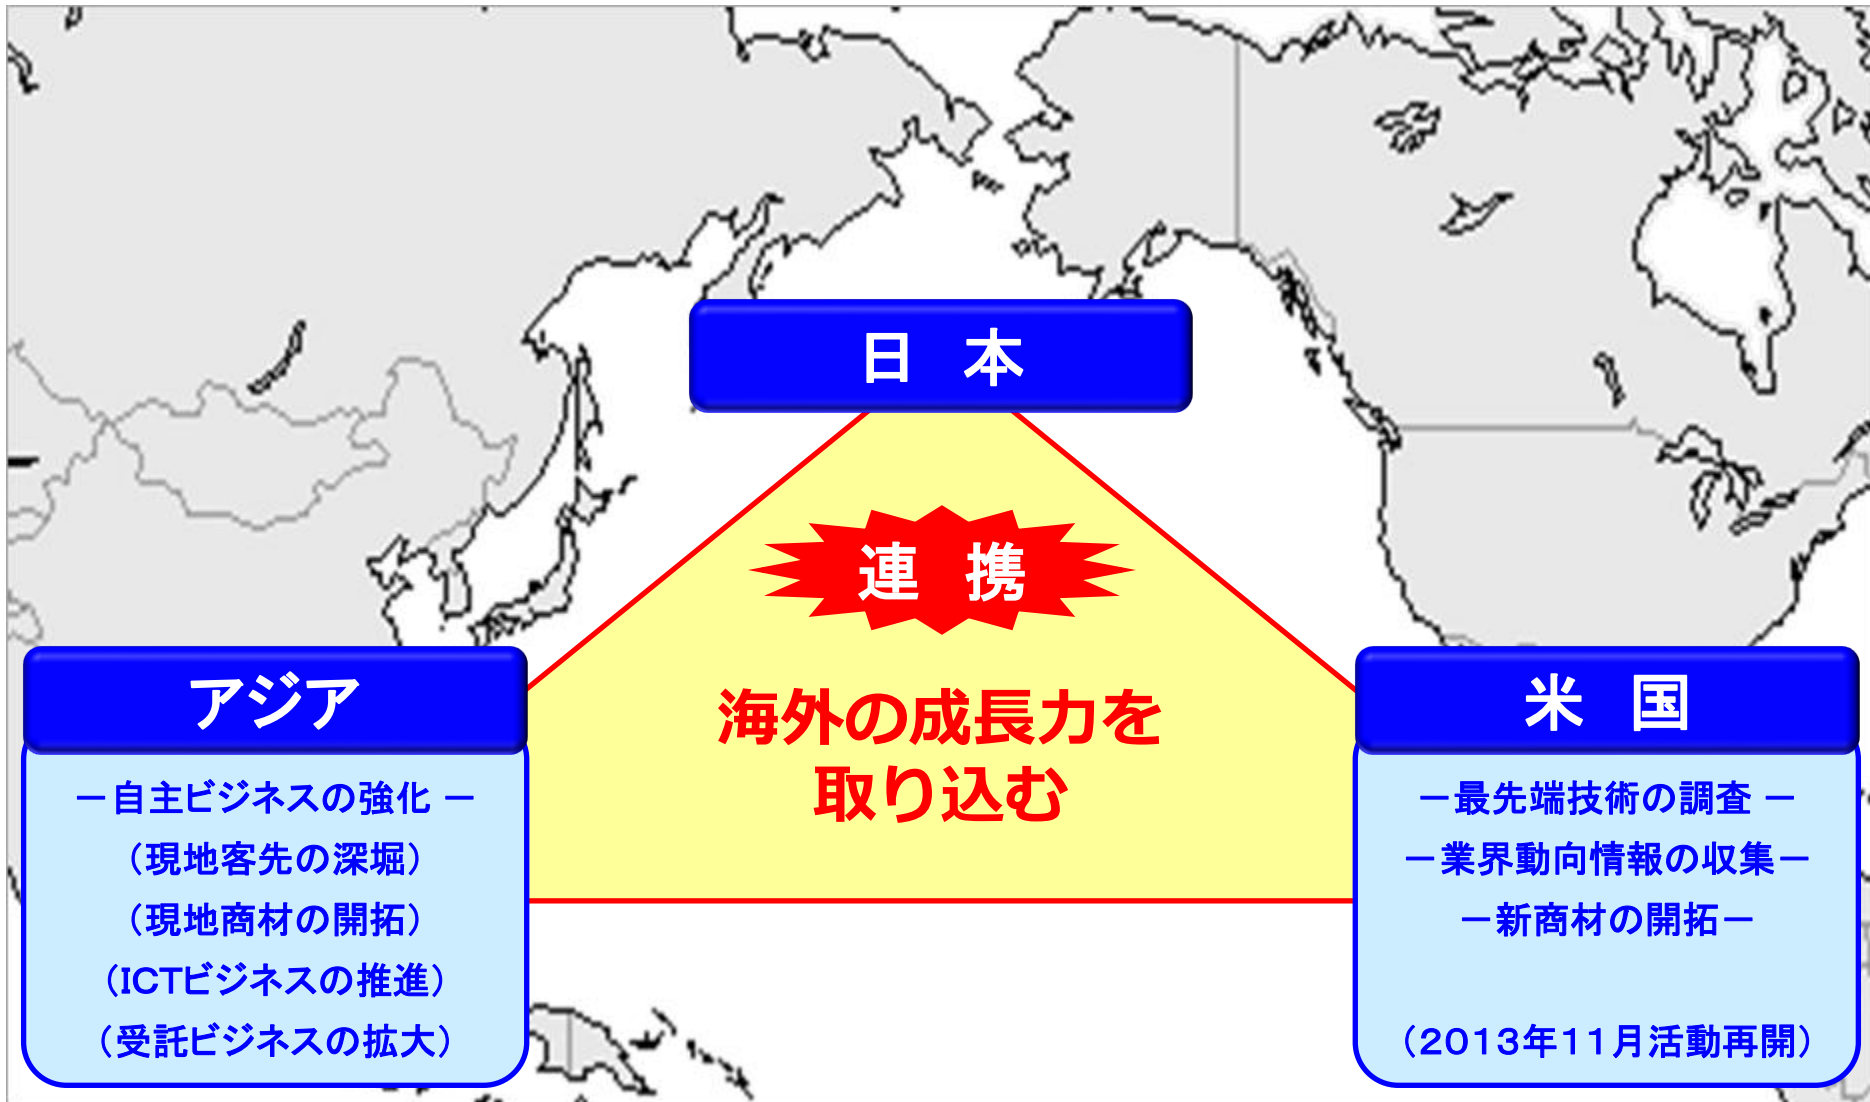 日　本
連　携
海外の成長力を
取り込む
アジア
－自主ビジネスの強化 －
（現地客先の深堀）
（現地商材の開拓）
（ICTビジネスの推進）
（受託ビジネスの拡大）
米　国
－最先端技術の調査 －
－業界動向情報の収集－
－新商材の開拓－
（２０１３年１１月活動再開）